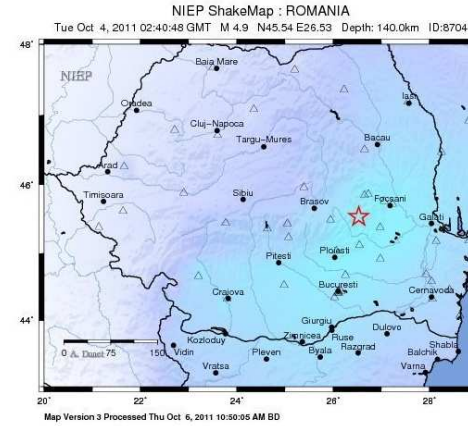 NIEP ShakeMap : ROMANIA
Tue Oct 4, 2011 02:40:48 GMT M 4.9 N45.54 E26.53 Depth: 140.0km ID:8704
48°
NIEP
Baia Mare
Oradea
Iasi
Cluj-Napoca
Bacau
Targu-Mures
Arad
46°
Timisoara
Sibiu
Brasov
Focsani
Galati
Ploiesti
Pitesti
Bucuresti
Cernavoda
Craiova
44°
Giurgiu
Zimnicea
Ruse
Dulovo
Kozloduy
0 75 150
Vidin
Pleven
Byala
Razgrad
Shabla
Balchik
Vratsa
Varna
20° 22° 24° 26° 28°
Map Version 3 Processed Thu Oct 6, 2011 10:50:05 AM BD